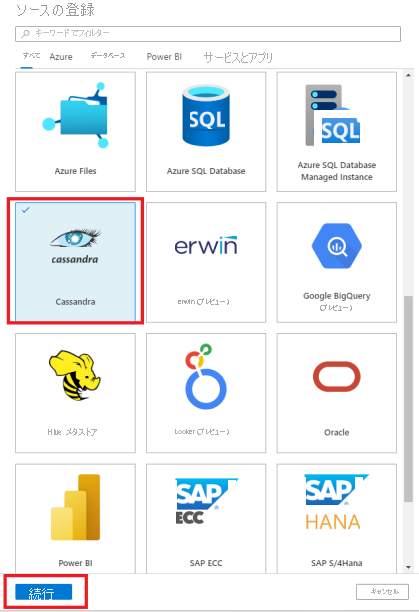 ソースの登録
キーワードでフィルター
すべて Azure データベース Power BI サービスとアプリ
SQL
SQL
Azure Files
Azure SQL Database
Azure SQL Database
Managed Instance
cassandra
erwin
Cassandra
erwin (プレビュー)
Google BigQuery
(プレビュー)
Hive メタストア
Looker (プレビュー)
Oracle
SAP
ECC
SAP
HANA
Power BI
SAP ECC
SAP S/4Hana
続行
キャンセル